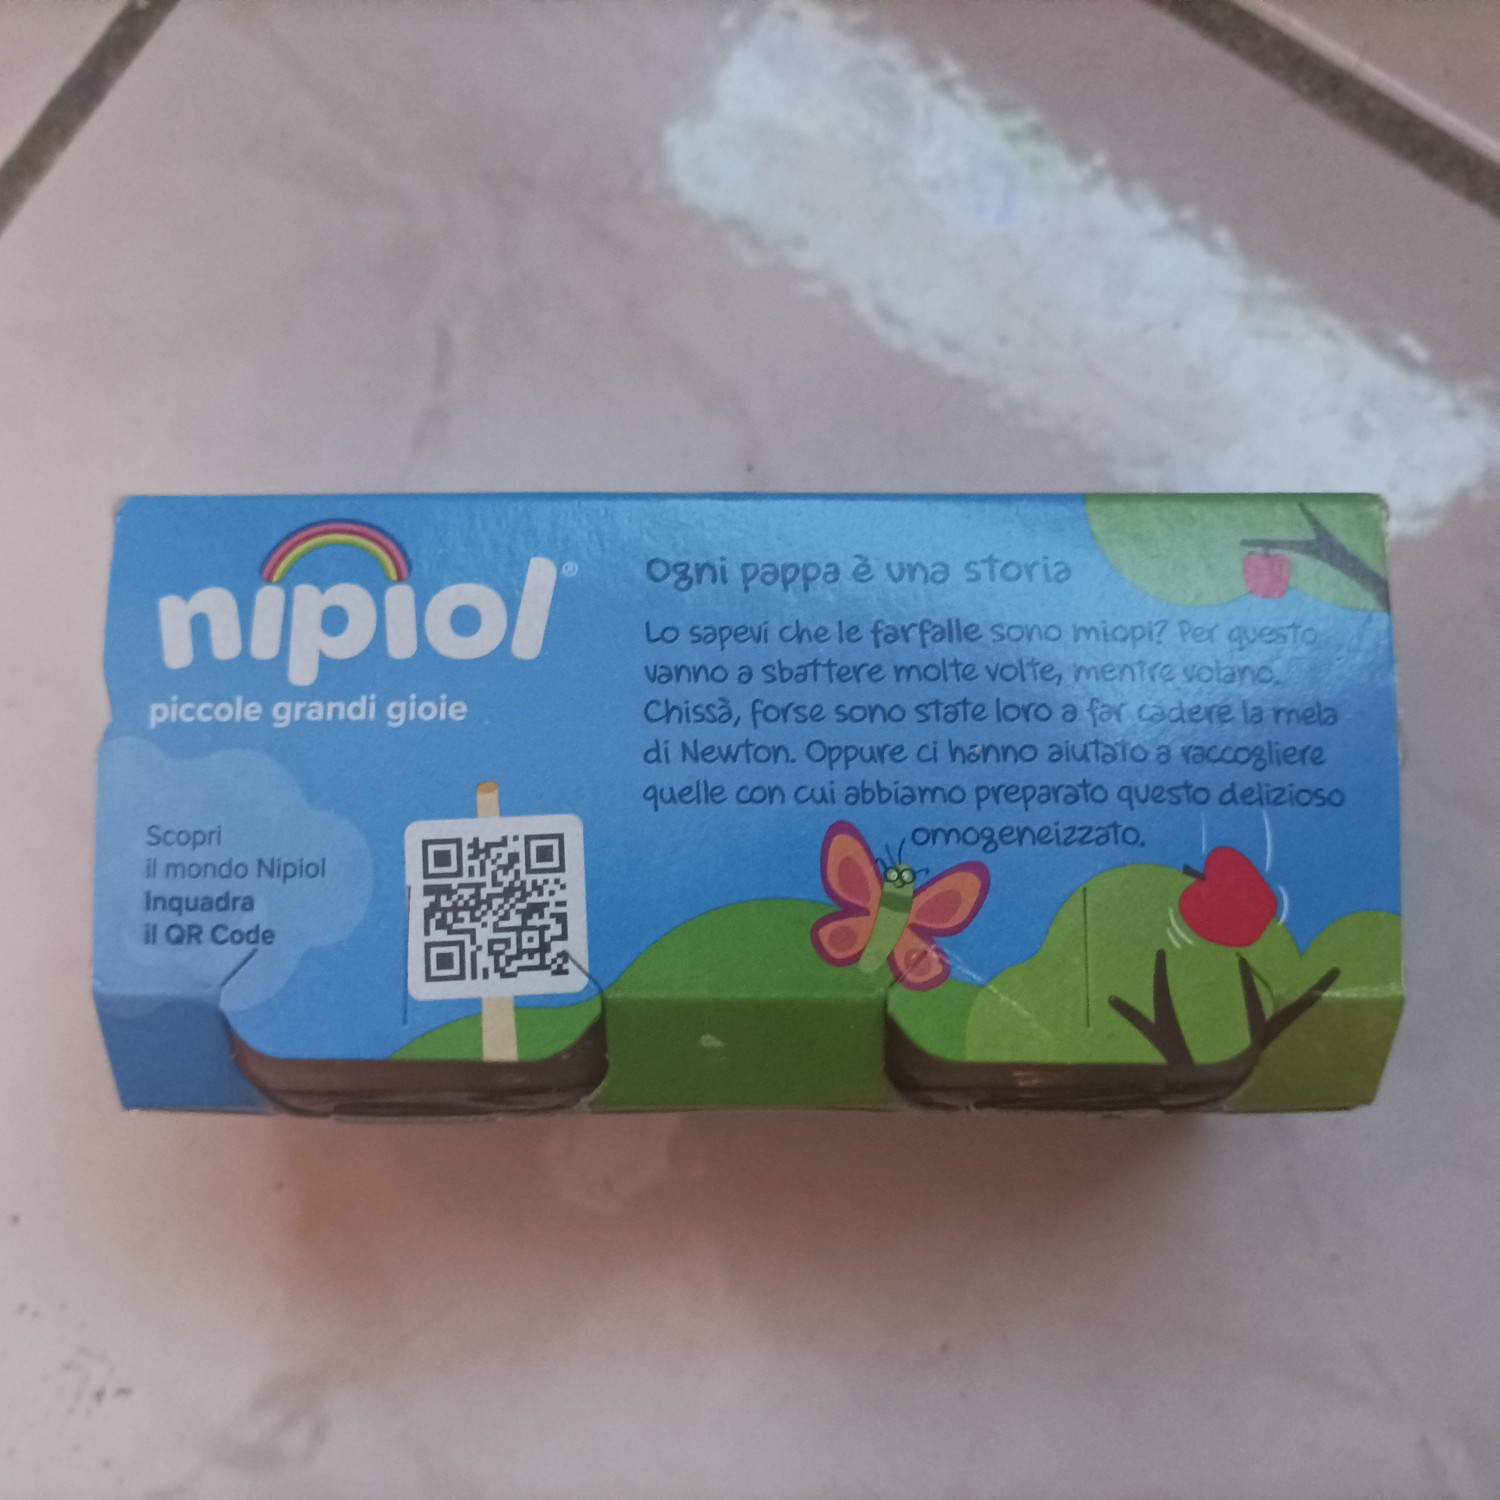 nipiol®
piccole grandi gioie
Scopri
il mondo Nipiol
Inquadra
il QR Code
Ogni pappa è una storia
Lo sapevi che le farfalle sono miopi? Per questo
vanno a sbattere molte volte, mentre volano.
Chissà, forse sono state loro a far cadere la mela
di Newton. Oppure ci hanno aiutato a raccogliere
quelle con cui abbiamo preparato questo delizioso
omogeneizzato.